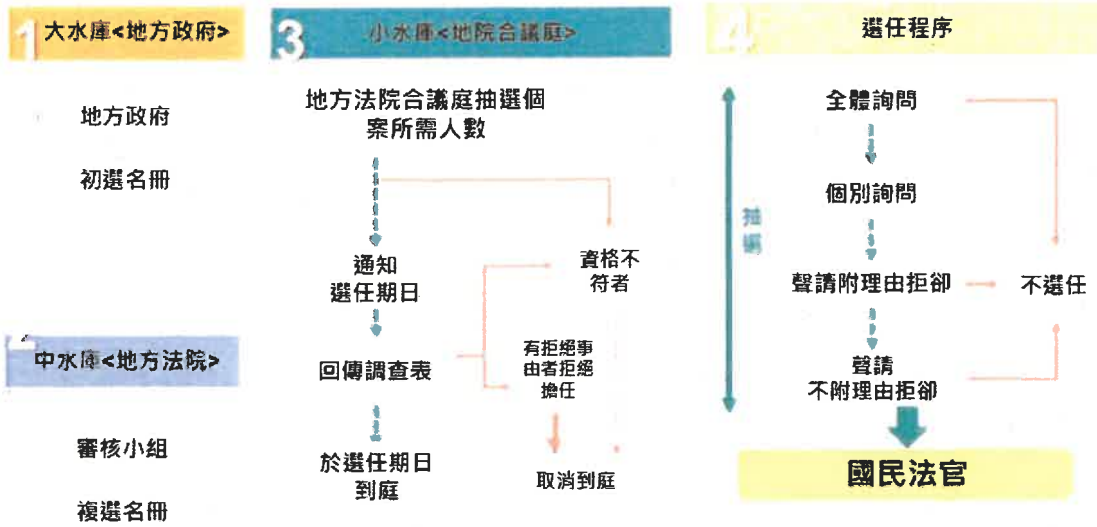 1 大水庫<地方政府>
地方政府
初選名冊
中水庫<地方法院>
審核小組
複選名冊
3 小水庫<地院合議庭>
地方法院合議庭抽選個
案所需人數
通知
選任期日
資格不
符者
回傳調查表
有拒絕事
由者拒絕
擔任
於選任期日
到庭
取消到庭
4 選任程序
全體詢問
個別詢問
抽
選
聲請附理由拒卻
不選任
聲請
不附理由拒卻
國民法官